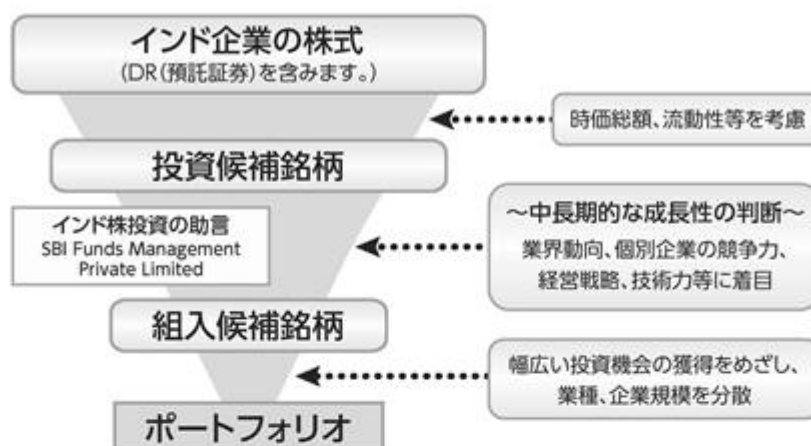 インド企業の株式
(DR(預託証券)を含みます。)
時価総額、流動性等を考慮
投資候補銘柄
インド株投資の助言
SBI Funds Management
Private Limited
～中長期的な成長性の判断～
業界動向、個別企業の競争力、
経営戦略、技術力等に着目
組入候補銘柄
幅広い投資機会の獲得をめざし、
業種、企業規模を分散
ポートフォリオ